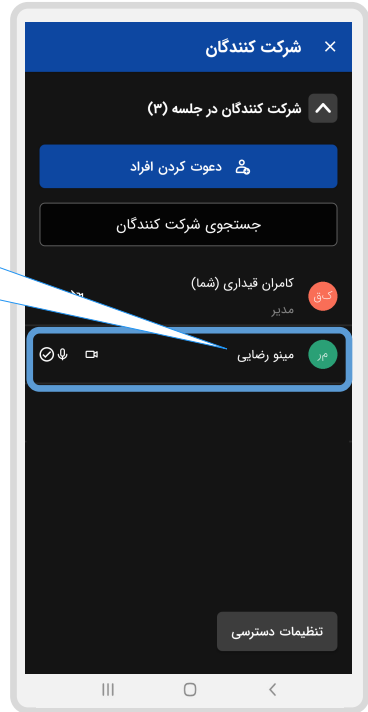 شرکت کنندگان
شرکت کنندگان در جلسه (۳)
دعوت کردن افراد
جستجوی شرکت کنندگان
کامران قیداری (شما)
ک‌ق
مدیر
مینو رضایی
م‌ر
تنظیمات دسترسی